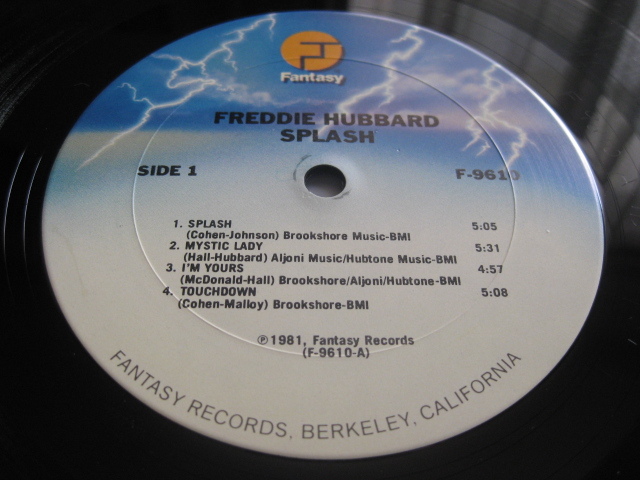 Fantasy
FREDDIE HUBBARD
SPLASH
SIDE 1 F-9610
1. SPLASH 5:05
(Cohen-Johnson) Brookshore Music-BMI
2. MYSTIC LADY 5:31
(Hall-Hubbard) Aljoni Music/Hubtone Music-BMI
3. I'M YOURS 4:57
(McDonald-Hall) Brookshore/Aljoni/Hubtone-BMI
4. TOUCHDOWN 5:08
(Cohen-Malloy) Brookshore-BMI
℗1981, Fantasy Records
(F-9610-A)
FANTASY RECORDS, BERKELEY, CALIFORNIA